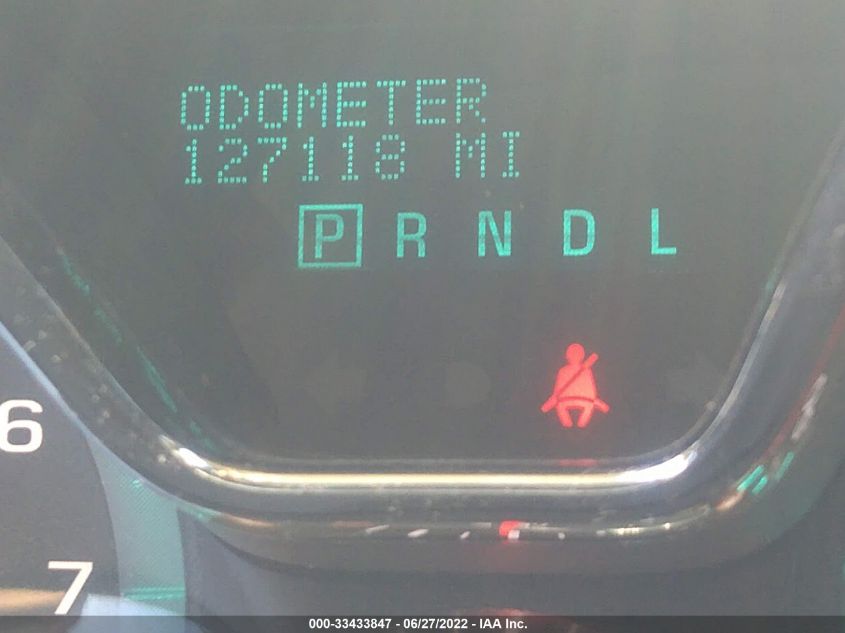 ODOMETER
127118 MI
P R N D L
6
7
000-33433847 - 06/27/2022 - IAA Inc.